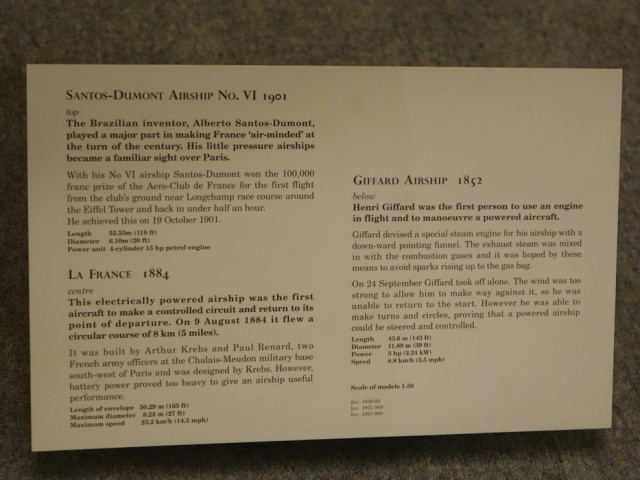 SANTOS-DUMONT AIRSHIP NO. VI 1901
top
The Brazilian inventor, Alberto Santos-Dumont,
played a major part in making France 'air-minded' at
the turn of the century. His little pressure airships
became a familiar sight over Paris.
With his No VI airship Santos-Dumont won the 100,000
franc prize of the Aero-Club de France for the first flight
from the club's ground near Longchamp race course around
the Eiffel Tower and back in under half an hour.
He achieved this on 19 October 1901.
Length 33.53m (110 ft)
Diameter 6.10m (20 ft)
Power unit 4-cylinder 15 hp petrol engine
LA FRANCE 1884
centre
This electrically powered airship was the first
aircraft to make a controlled circuit and return to its
point of departure. On 9 August 1884 it flew a
circular course of 8 km (5 miles).
It was built by Arthur Krebs and Paul Renard, two
French army officers at the Chalais-Meudon military base
south-west of Paris and was designed by Krebs. However,
battery power proved too heavy to give an airship useful
performance.
Length of envelope 50.29 m (165 ft)
Maximum diameter 8.23 m (27 ft)
Maximum speed 23.2 km/h (14.5 mph)
GIFFARD AIRSHIP 1852
below
Henri Giffard was the first person to use an engine
in flight and to manoeuvre a powered aircraft.
Giffard devised a special steam engine for his airship with
a down-ward pointing funnel. The exhaust steam was mixed
in with the combustion gases and it was hoped by these
means to avoid sparks rising up to the gas bag.
On 24 September Giffard took off alone. The wind was too
strong to allow him to make way against it, so he was
unable to return to the start. However he was able to
make turns and circles, proving that a powered airship
could be steered and controlled.
Length 43.6 m (143 ft)
Diameter 11.89 m (39 ft)
Power 3 hp (2.24 kW)
Speed 8.8 km/h (5.5 mph)
Scale of models 1-50
Inv.
Inv. 1927-
Inv. 1927-